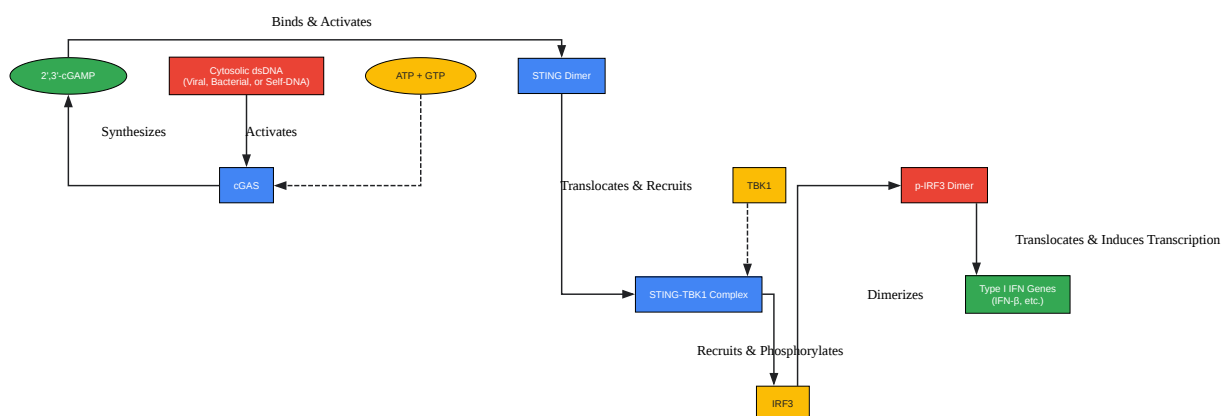 Binds & Activates
2',3'-cGAMP
Cytosolic dsDNA
(Viral, Bacterial, or Self-DNA)
ATP + GTP
STING Dimer
Synthesizes
Activates
cGAS
Translocates & Recruits
TBK1
p-IRF3 Dimer
Translocates & Induces Transcription
STING-TBK1 Complex
Dimerizes
Type I IFN Genes
(IFN-β, etc.)
Recruits & Phosphorylates
IRF3